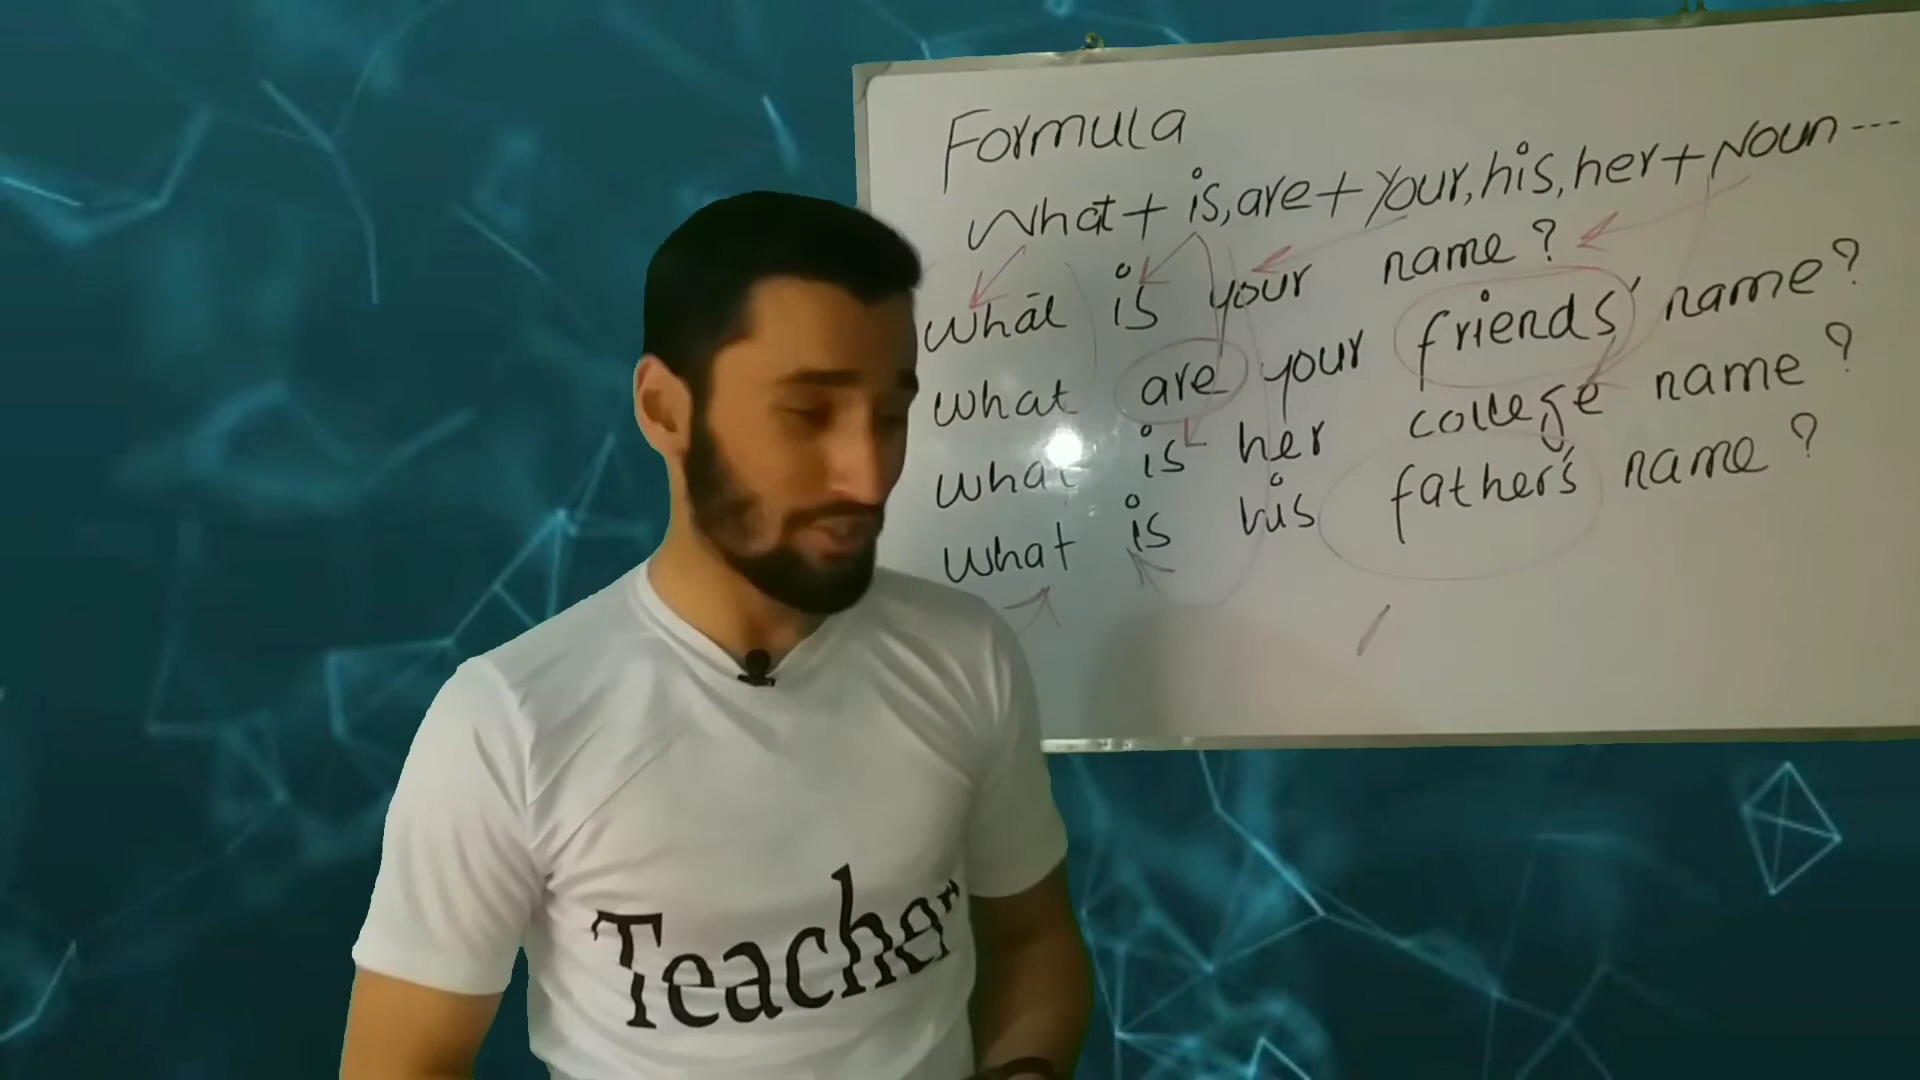 Formula
What + is, are + your, his, her + Noun ---
What is your name ?
What are your friends' name?
What is her college name ?
What is his father's name ?
Teacher